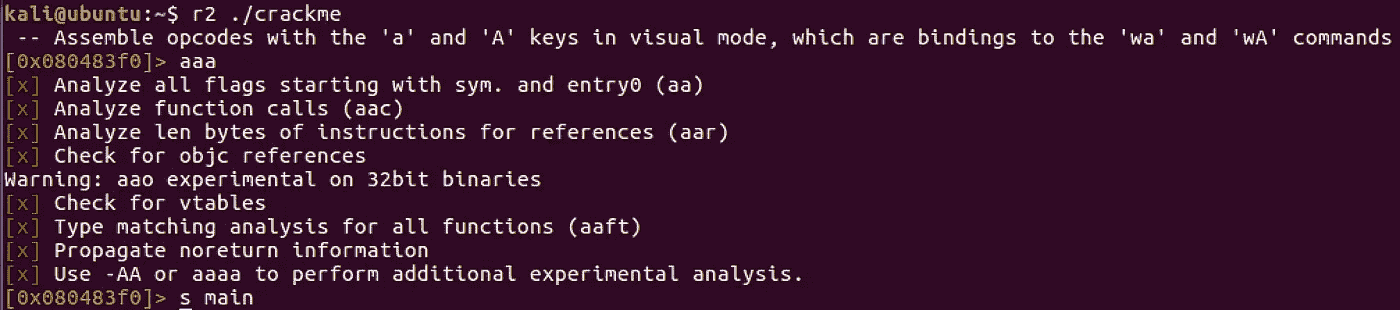 kali@ubuntu:~$ r2 ./crackme
-- Assemble opcodes with the 'a' and 'A' keys in visual mode, which are bindings to the 'wa' and 'wA' commands
[0x080483f0]> aaa
[x] Analyze all flags starting with sym. and entry0 (aa)
[x] Analyze function calls (aac)
[x] Analyze len bytes of instructions for references (aar)
[x] Check for objc references
Warning: aao experimental on 32bit binaries
[x] Check for vtables
[x] Type matching analysis for all functions (aaft)
[x] Propagate noreturn information
[x] Use -AA or aaaa to perform additional experimental analysis.
[0x080483f0]> s main